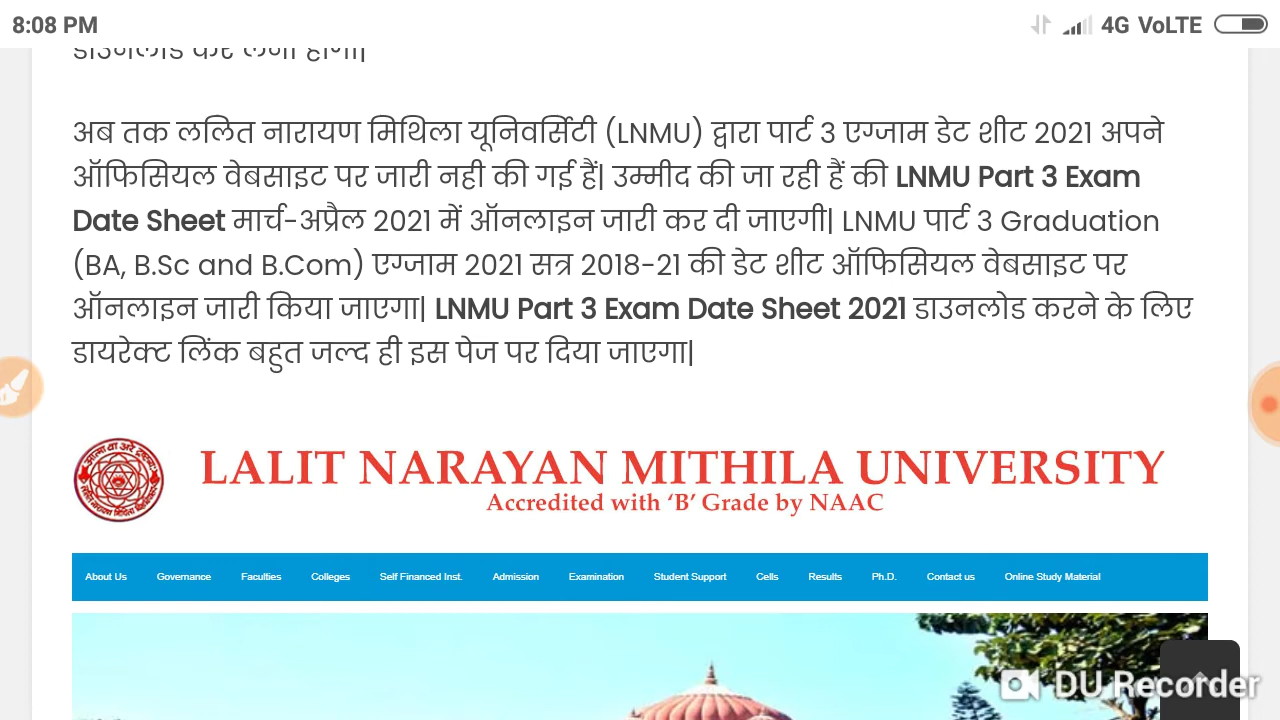 8:08 PM 4G VoLTE
डाउनलोड कर लेना होगा|
अब तक ललित नारायण मिथिला यूनिवर्सिटी (LNMU) द्वारा पार्ट 3 एग्जाम डेट शीट 2021 अपने
ऑफिसियल वेबसाइट पर जारी नही की गई हैं| उम्मीद की जा रही हैं की LNMU Part 3 Exam
Date Sheet मार्च-अप्रैल 2021 में ऑनलाइन जारी कर दी जाएगी| LNMU पार्ट 3 Graduation
(BA, B.Sc and B.Com) एग्जाम 2021 सत्र 2018-21 की डेट शीट ऑफिसियल वेबसाइट पर
ऑनलाइन जारी किया जाएगा| LNMU Part 3 Exam Date Sheet 2021 डाउनलोड करने के लिए
डायरेक्ट लिंक बहुत जल्द ही इस पेज पर दिया जाएगा|
LALIT NARAYAN MITHILA UNIVERSITY
Accredited with ‘B’ Grade by NAAC
About Us Governance Faculties Colleges Self Financed Inst. Admission Examination Student Support Cells Results Ph.D. Contact us Online Study Material
DU Recorder